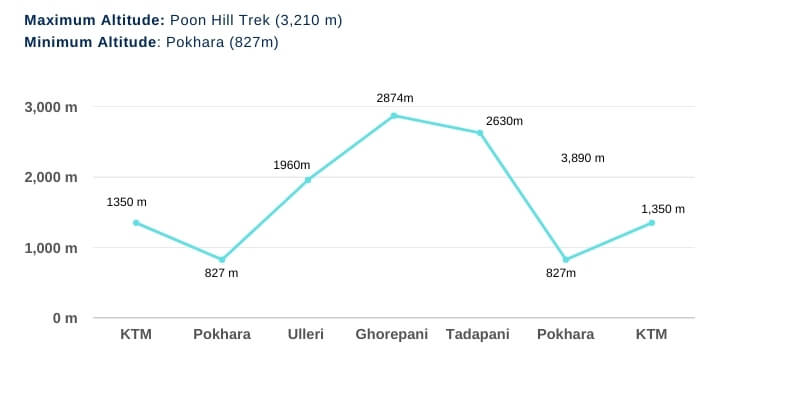 Maximum Altitude: Poon Hill Trek (3,210 m)
Minimum Altitude: Pokhara (827m)
2874m
3,000 m
2630m
3,890 m
1960m
2,000 m
1350 m
1,350 m
1,000 m
827 m
827m
0 m
KTM Pokhara Ulleri Ghorepani Tadapani Pokhara KTM